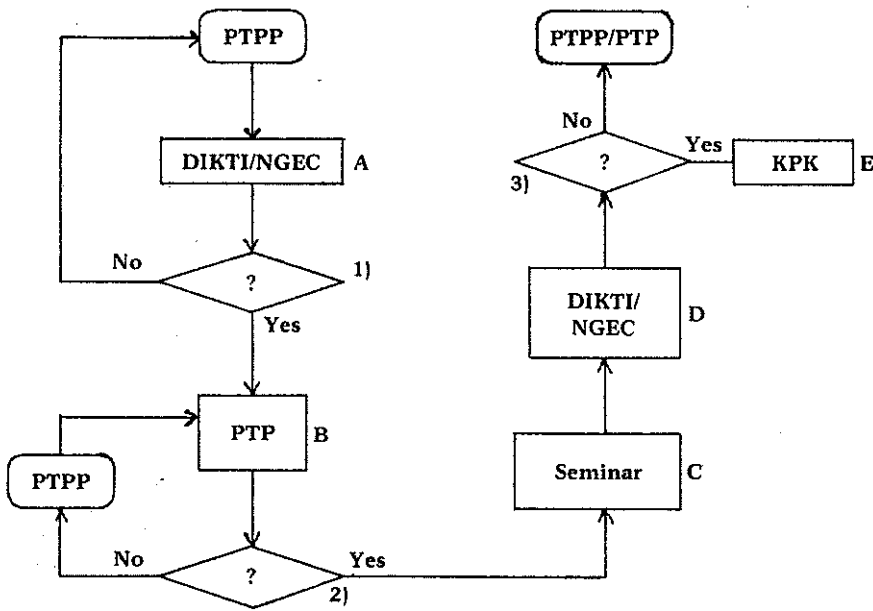 PTPP
DIKTI/NGEC A
No
? 1)
Yes
PTP B
PTPP
No
? 2)
Yes
PTPP/PTP
No
? 3)
Yes
KPK E
DIKTI/
NGEC
D
Seminar C